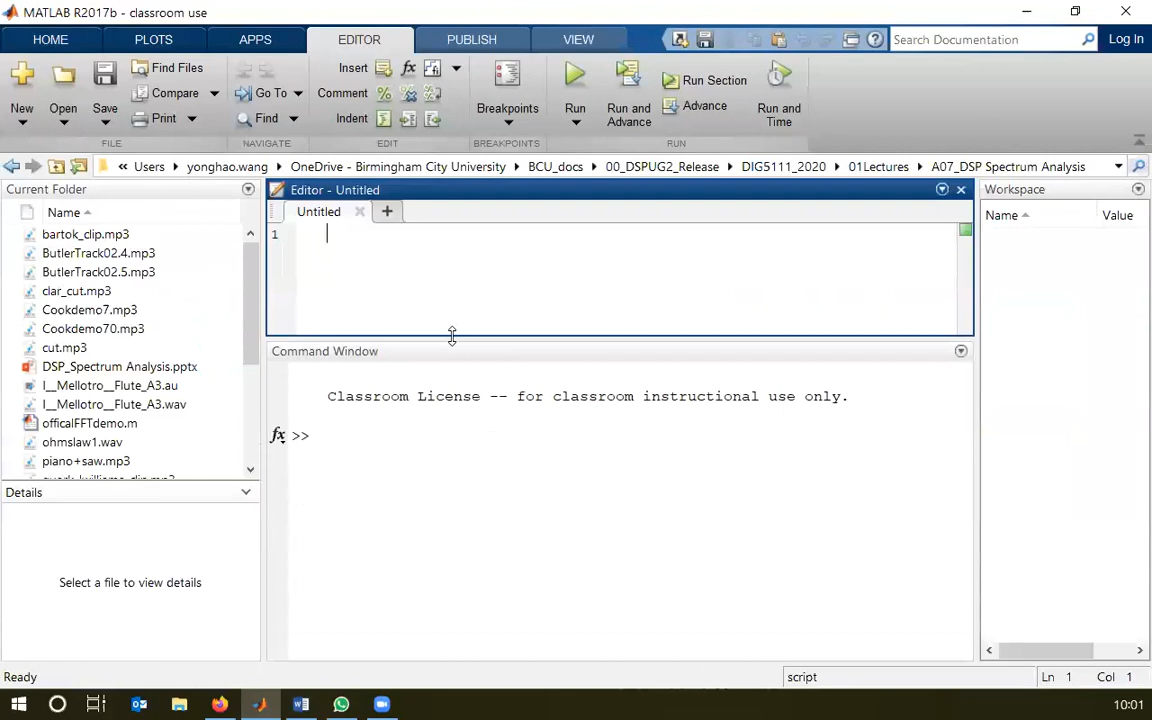 MATLAB R2017b - classroom use
HOME PLOTS APPS EDITOR PUBLISH VIEW Search Documentation Log In
New Open Save Find Files Compare Print
FILE
Go To Find
NAVIGATE
Insert fx
Comment
Indent
EDIT
Breakpoints
BREAKPOINTS
Run Run and Advance Run Section Advance Run and Time
RUN
« Users yonghao.wang OneDrive - Birmingham City University BCU_docs 00_DSPUG2_Release DIG5111_2020 01Lectures A07_DSP Spectrum Analysis
Current Folder
Name
bartok_clip.mp3
ButlerTrack02.4.mp3
ButlerTrack02.5.mp3
clar_cut.mp3
Cookdemo7.mp3
Cookdemo70.mp3
cut.mp3
DSP_Spectrum Analysis.pptx
I__Mellotro__Flute_A3.au
I__Mellotro__Flute_A3.wav
officalFFTdemo.m
ohmslaw1.wav
piano+saw.mp3
Details
Select a file to view details
Editor - Untitled
Untitled +
1
Command Window
Classroom License -- for classroom instructional use only.
fx >>
Workspace
Name Value
Ready script Ln 1 Col 1
10:01